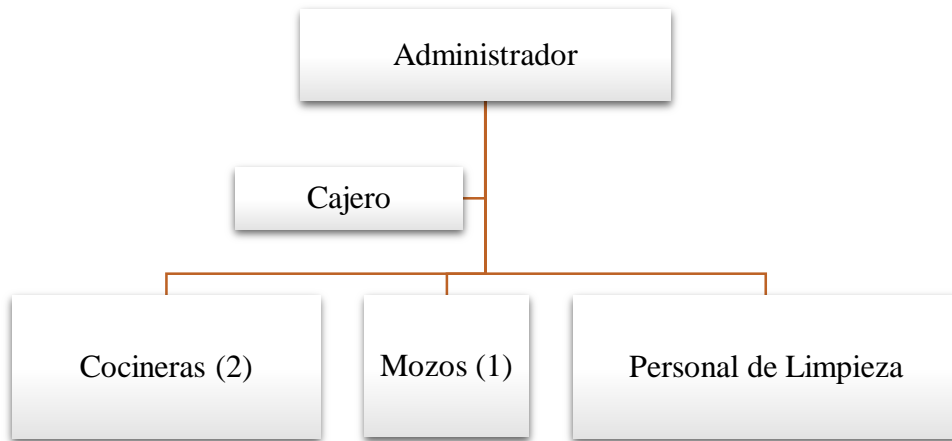 Administrador
Cajero
Cocineras (2)
Mozos (1)
Personal de Limpieza